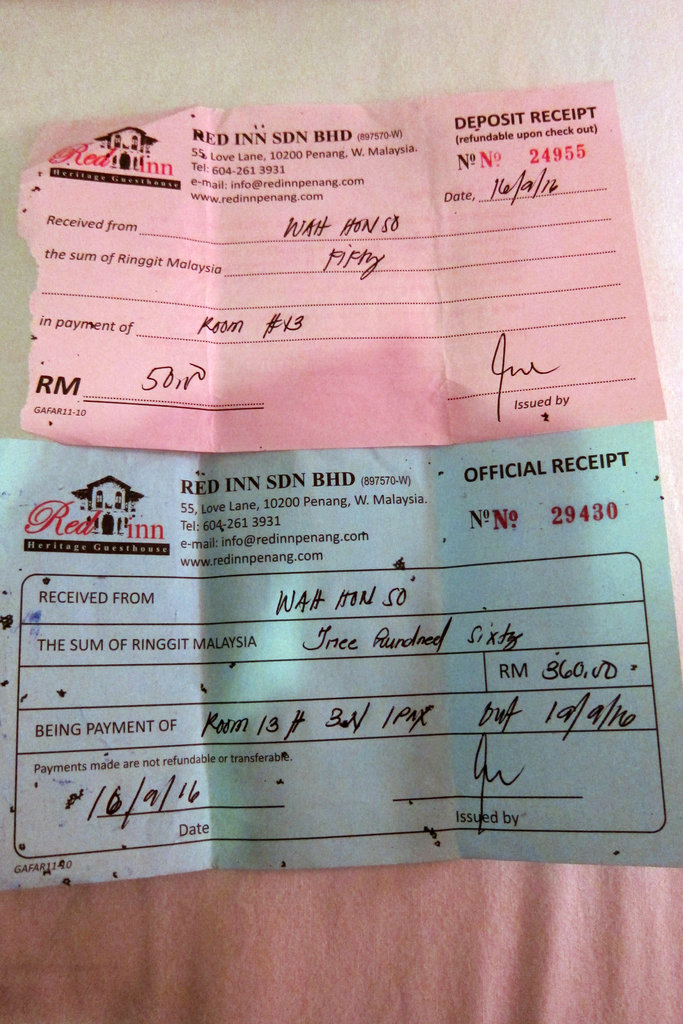 Red Inn
Heritage Guesthouse
RED INN SDN BHD (897570-W)
55, Love Lane, 10200 Penang, W. Malaysia.
Tel: 604-261 3931
e-mail: info@redinnpenang.com
www.redinnpenang.com
DEPOSIT RECEIPT
(refundable upon check out)
Nº Nº 24955
Date, 16/9/16
Received from WAH HON SO
the sum of Ringgit Malaysia Fifty
in payment of Room #13
RM 50.00
GAFAR11-10
Issued by
Red Inn
Heritage Guesthouse
RED INN SDN BHD (897570-W)
55, Love Lane, 10200 Penang, W. Malaysia.
Tel: 604-261 3931
e-mail: info@redinnpenang.com
www.redinnpenang.com
OFFICIAL RECEIPT
Nº Nº 29430
RECEIVED FROM WAH HON SO
THE SUM OF RINGGIT MALAYSIA Tree Hundred Sixty
RM 360.00
BEING PAYMENT OF Room 13 # 3N 1PAX out 19/9/16
Payments made are not refundable or transferable.
16/9/16
Date
Issued by
GAFAR11-10